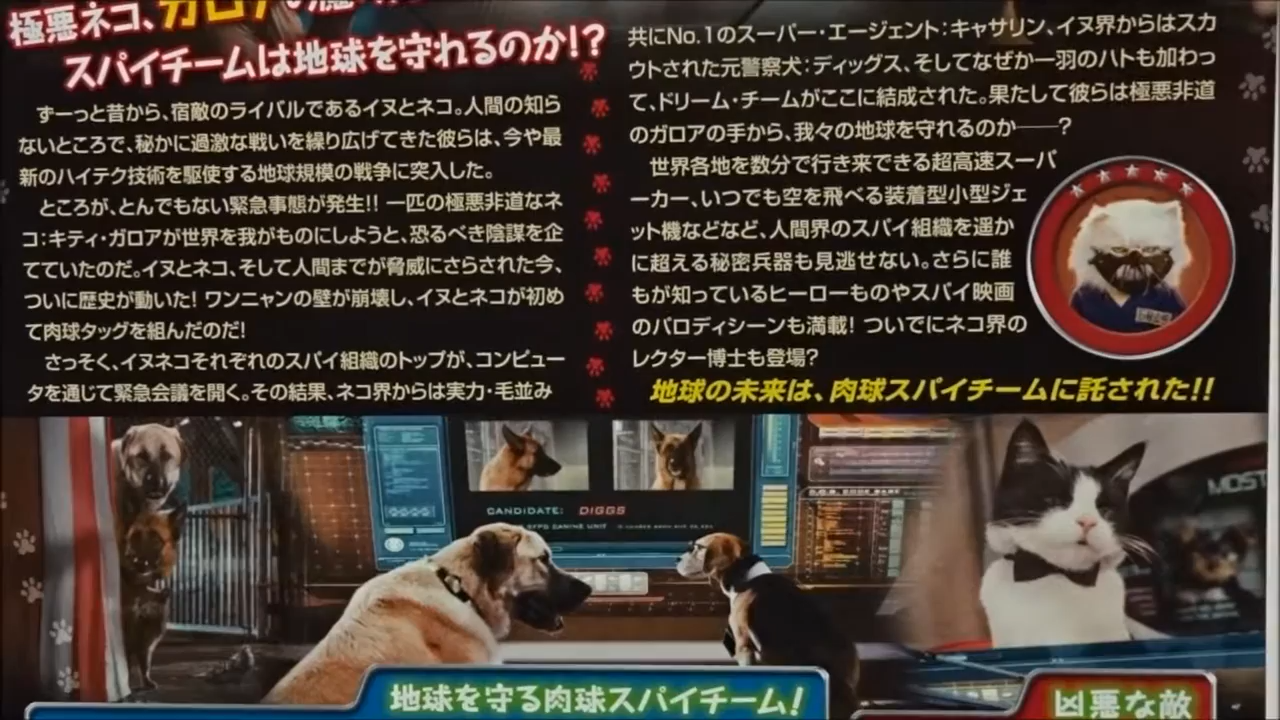 極悪ネコ、ガロア
スパイチームは地球を守れるのか!?
ずーっと昔から、宿敵のライバルであるイヌとネコ。人間の知ら
ないところで、秘かに過激な戦いを繰り広げてきた彼らは、今や最
新のハイテク技術を駆使する地球規模の戦争に突入した。
ところが、とんでもない緊急事態が発生!! 一匹の極悪非道なネ
コ:キティ・ガロアが世界を我がものにしようと、恐るべき陰謀を企
てていたのだ。イヌとネコ、そして人間までが脅威にさらされた今、
ついに歴史が動いた! ワンニャンの壁が崩壊し、イヌとネコが初め
て肉球タッグを組んだのだ!
さっそく、イヌネコそれぞれのスパイ組織のトップが、コンピュー
タを通じて緊急会議を開く。その結果、ネコ界からは実力・毛並み
共にNo.1のスーパー・エージェント:キャサリン、イヌ界からはスカ
ウトされた元警察犬:ディッグス、そしてなぜか一羽のハトも加わっ
て、ドリーム・チームがここに結成された。果たして彼らは極悪非道
のガロアの手から、我々の地球を守れるのか──?
世界各地を数分で行き来できる超高速スーパ
ーカー、いつでも空を飛べる装着型小型ジェ
ット機などなど、人間界のスパイ組織を遥か
に超える秘密兵器も見逃せない。さらに誰
もが知っているヒーローものやスパイ映画
のパロディシーンも満載! ついでにネコ界の
レクター博士も登場?
地球の未来は、肉球スパイチームに託された!!
CANDIDATE: DIGGS
SFPD CANINE UNIT
MOST
地球を守る肉球スパイチーム!
凶悪な敵